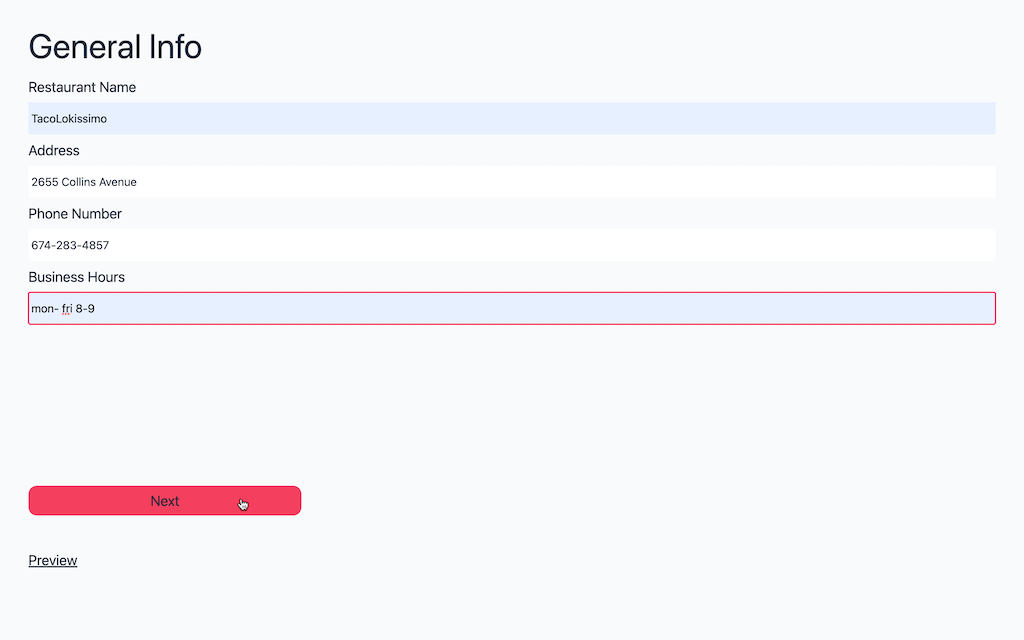 General Info
Restaurant Name
TacoLokissimo
Address
2655 Collins Avenue
Phone Number
674-283-4857
Business Hours
mon- fri 8-9
Next
Preview